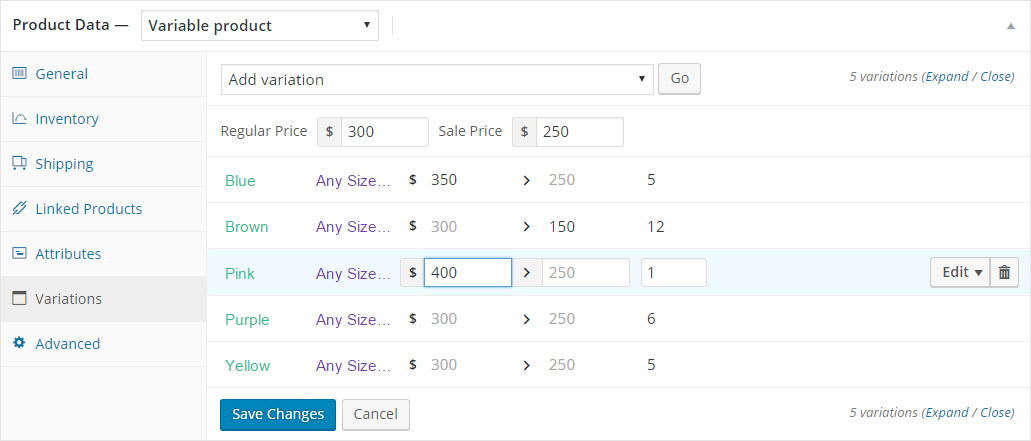 Product Data — Variable product
General
Inventory
Shipping
Linked Products
Attributes
Variations
Advanced
Add variation Go 5 variations (Expand / Close)
Regular Price $ 300 Sale Price $ 250
Blue Any Size... $ 350 > 250 5
Brown Any Size... $ 300 > 150 12
Pink Any Size... $ 400 > 250 1 Edit
Purple Any Size... $ 300 > 250 6
Yellow Any Size... $ 300 > 250 5
Save Changes Cancel 5 variations (Expand / Close)